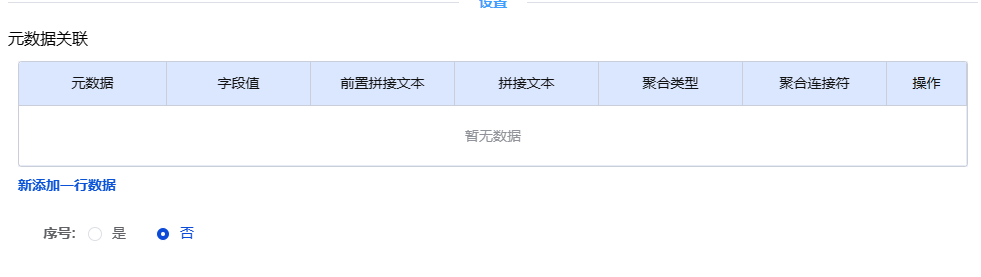 设置
元数据关联
元数据 字段值 前置拼接文本 拼接文本 聚合类型 聚合连接符 操作
暂无数据
新添加一行数据
序号: 是 否